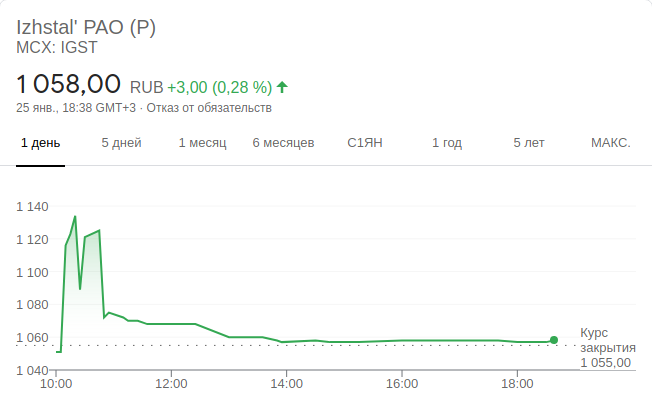 Izhstal' PAO (P)
MCX: IGST
1 058,00 RUB +3,00 (0,28 %)
25 янв., 18:38 GMT+3 · Отказ от обязательств
1 день 5 дней 1 месяц 6 месяцев С1ЯН 1 год 5 лет МАКС.
1 140
1 120
1 100
1 080
1 060
1 040
Курс
закрытия
1 055,00
10:00 12:00 14:00 16:00 18:00